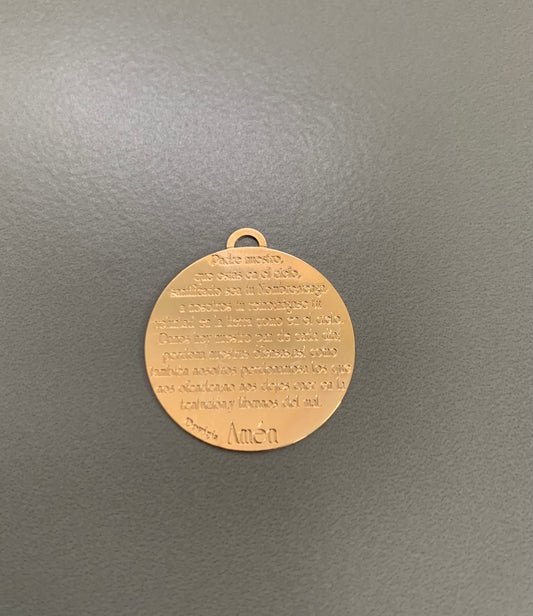 Padre nuestro,
que estás en el cielo,
santificado sea tu Nombre;venga
a nosotros tu reino;hágase tu
voluntad en la tierra como en el cielo.
Danos hoy nuestro pan de cada día;
perdona nuestras ofensas,así como
también nosotros perdonamos a los que
nos ofenden;no nos dejes caer en la
tentación,y líbranos del mal.
Amén